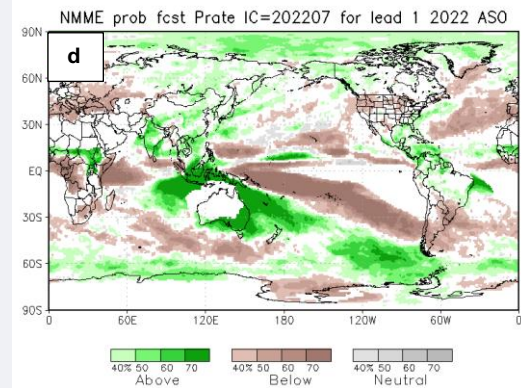 NMME prob fcst Prate IC=202207 for lead 1 2022 ASO
d
90N
60N
30N
EQ
30S
60S
90S
0 60E 120E 180 120W 60W 0
40% 50 60 70 40% 50 60 70 40% 50 60 70
Above Below Neutral